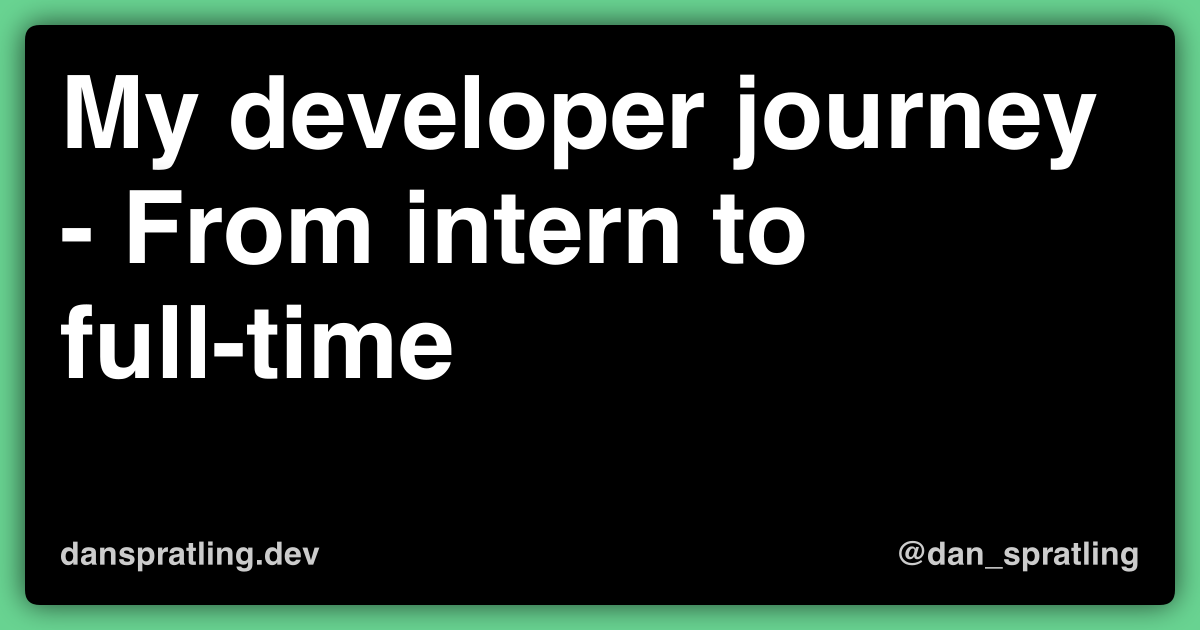 My developer journey
- From intern to
full-time
danspratling.dev
@dan_spratling